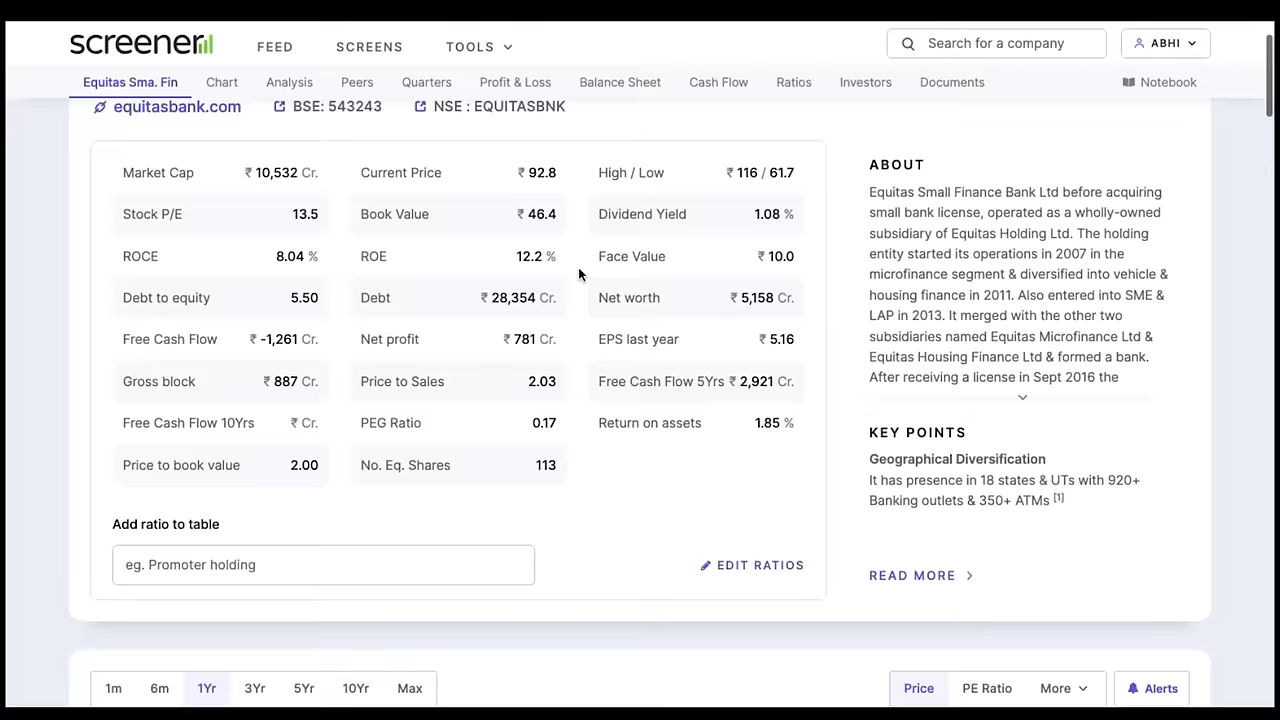 screener
FEED SCREENS TOOLS
Search for a company
ABHI
Equitas Sma. Fin Chart Analysis Peers Quarters Profit & Loss Balance Sheet Cash Flow Ratios Investors Documents Notebook
equitasbank.com BSE: 543243 NSE : EQUITASBNK
Market Cap ₹ 10,532 Cr. Current Price ₹ 92.8 High / Low ₹ 116 / 61.7
Stock P/E 13.5 Book Value ₹ 46.4 Dividend Yield 1.08 %
ROCE 8.04 % ROE 12.2 % Face Value ₹ 10.0
Debt to equity 5.50 Debt ₹ 28,354 Cr. Net worth ₹ 5,158 Cr.
Free Cash Flow ₹ -1,261 Cr. Net profit ₹ 781 Cr. EPS last year ₹ 5.16
Gross block ₹ 887 Cr. Price to Sales 2.03 Free Cash Flow 5Yrs ₹ 2,921 Cr.
Free Cash Flow 10Yrs ₹ Cr. PEG Ratio 0.17 Return on assets 1.85 %
Price to book value 2.00 No. Eq. Shares 113
Add ratio to table
eg. Promoter holding
EDIT RATIOS
ABOUT
Equitas Small Finance Bank Ltd before acquiring
small bank license, operated as a wholly-owned
subsidiary of Equitas Holding Ltd. The holding
entity started its operations in 2007 in the
microfinance segment & diversified into vehicle &
housing finance in 2011. Also entered into SME &
LAP in 2013. It merged with the other two
subsidiaries named Equitas Microfinance Ltd &
Equitas Housing Finance Ltd & formed a bank.
After receiving a license in Sept 2016 the
KEY POINTS
Geographical Diversification
It has presence in 18 states & UTs with 920+
Banking outlets & 350+ ATMs [1]
READ MORE
1m 6m 1Yr 3Yr 5Yr 10Yr Max
Price PE Ratio More Alerts